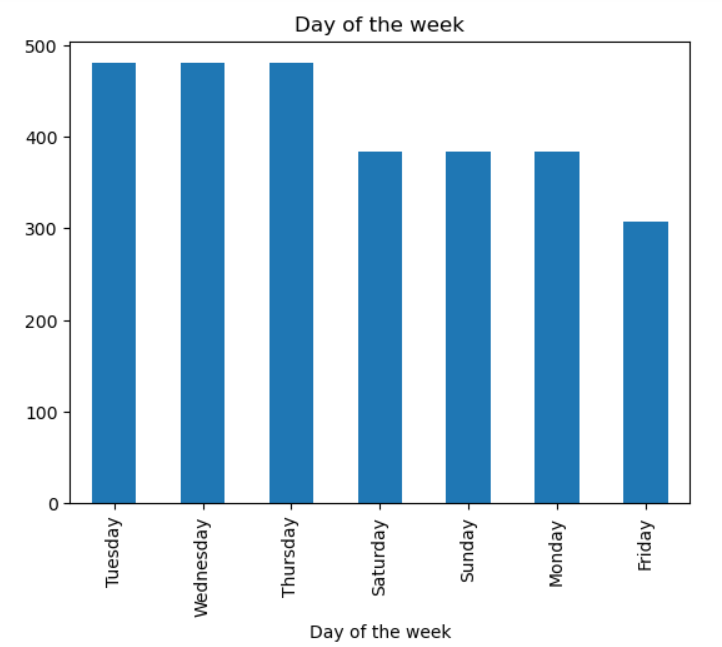 Day of the week
500
400
300
200
100
0
Tuesday
Wednesday
Thursday
Saturday
Sunday
Monday
Friday
Day of the week